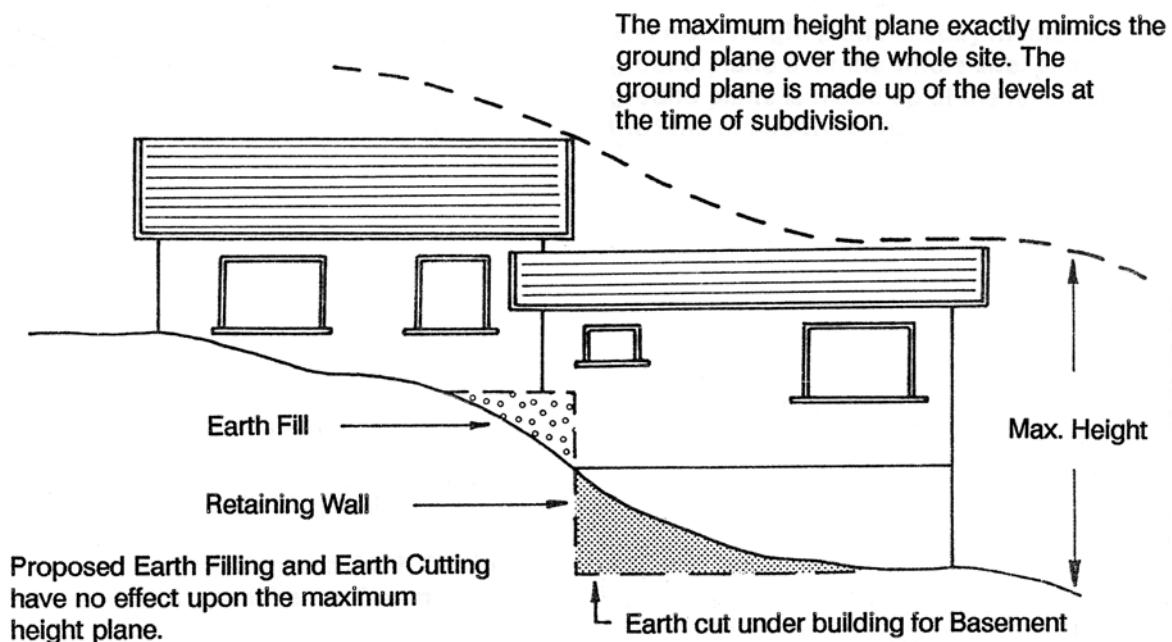 The maximum height plane exactly mimics the
ground plane over the whole site. The
ground plane is made up of the levels at
the time of subdivision.
Earth Fill
Max. Height
Retaining Wall
Proposed Earth Filling and Earth Cutting
have no effect upon the maximum
height plane.
Earth cut under building for Basement